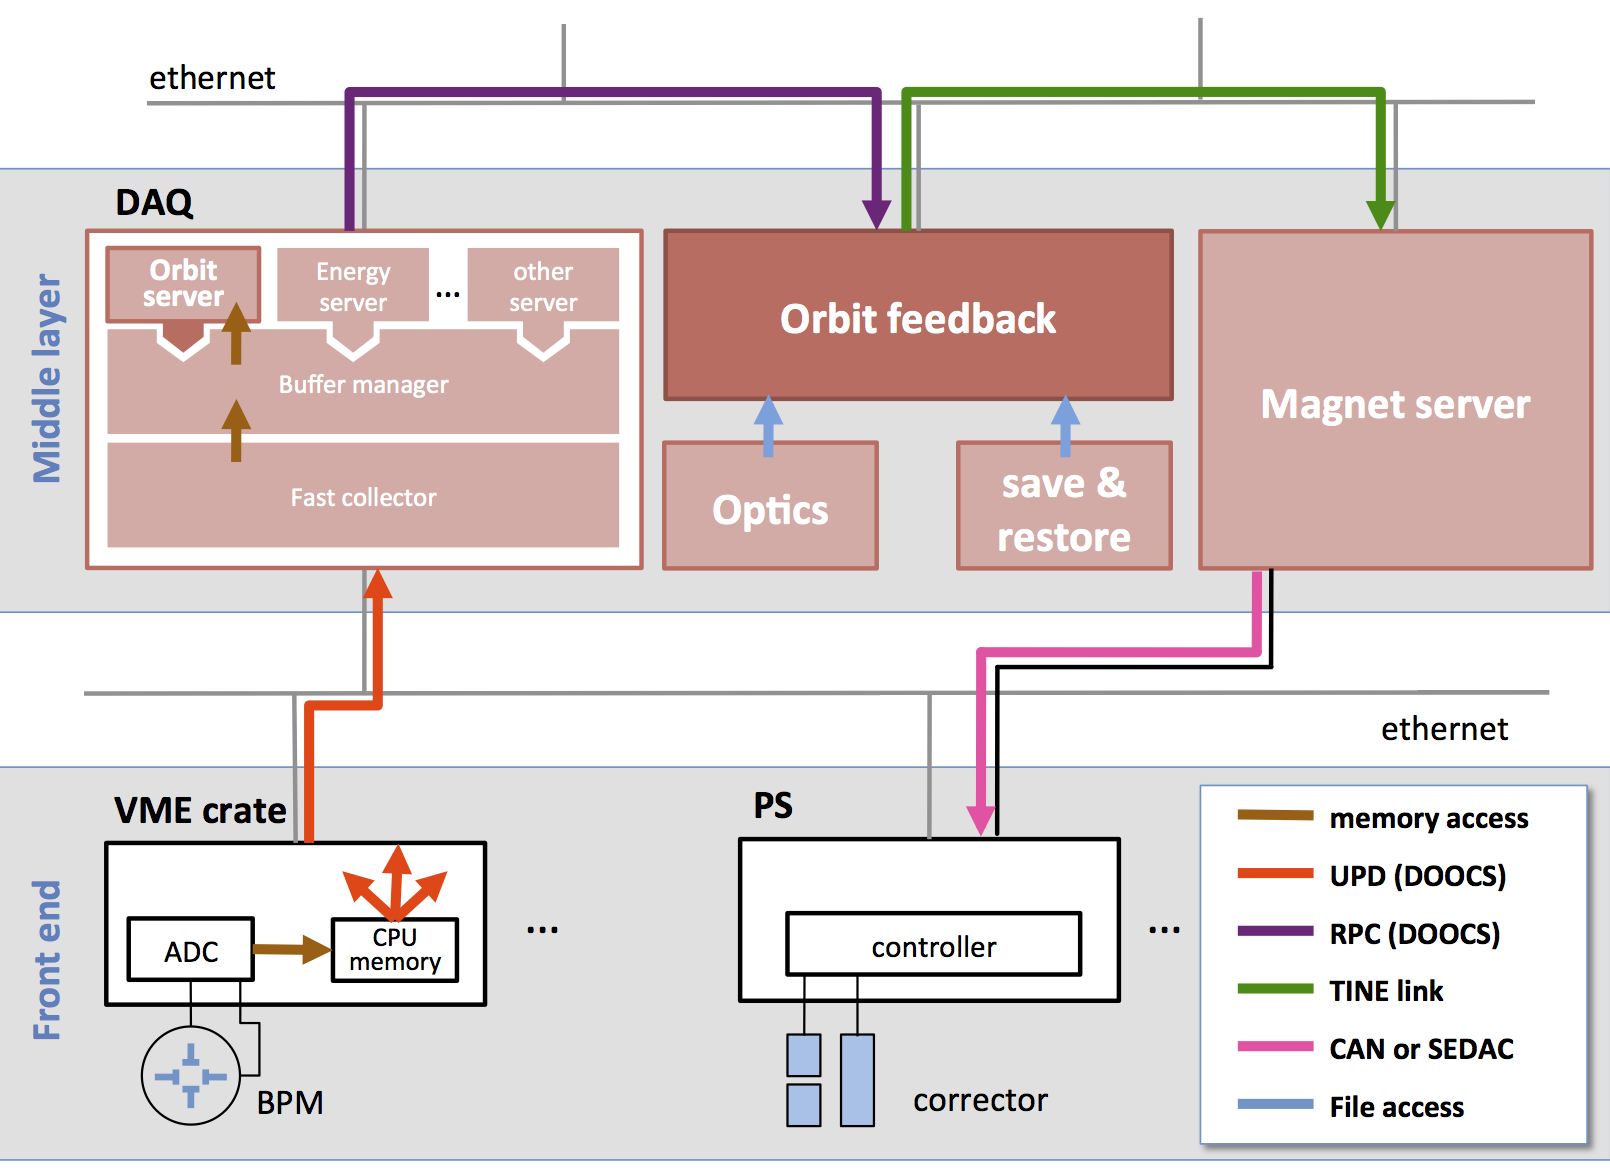 ethernet
DAQ
Middle layer
Orbit
server
Energy
server
...
other
server
Buffer manager
Fast collector
Orbit feedback
Optics
save &
restore
Magnet server
ethernet
Front end
VME crate
ADC
CPU
memory
...
BPM
PS
controller
...
corrector
memory access
UPD (DOOCS)
RPC (DOOCS)
TINE link
CAN or SEDAC
File access